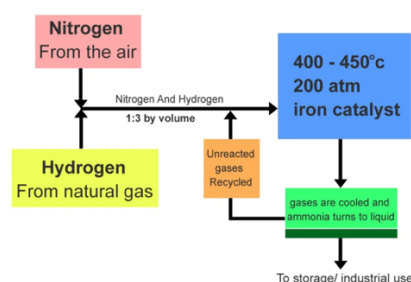 Nitrogen
From the air
Nitrogen And Hydrogen
1:3 by volume
Hydrogen
From natural gas
400 - 450°c
200 atm
iron catalyst
Unreacted
gases
Recycled
gases are cooled and
ammonia turns to liquid
To storage/ industrial use